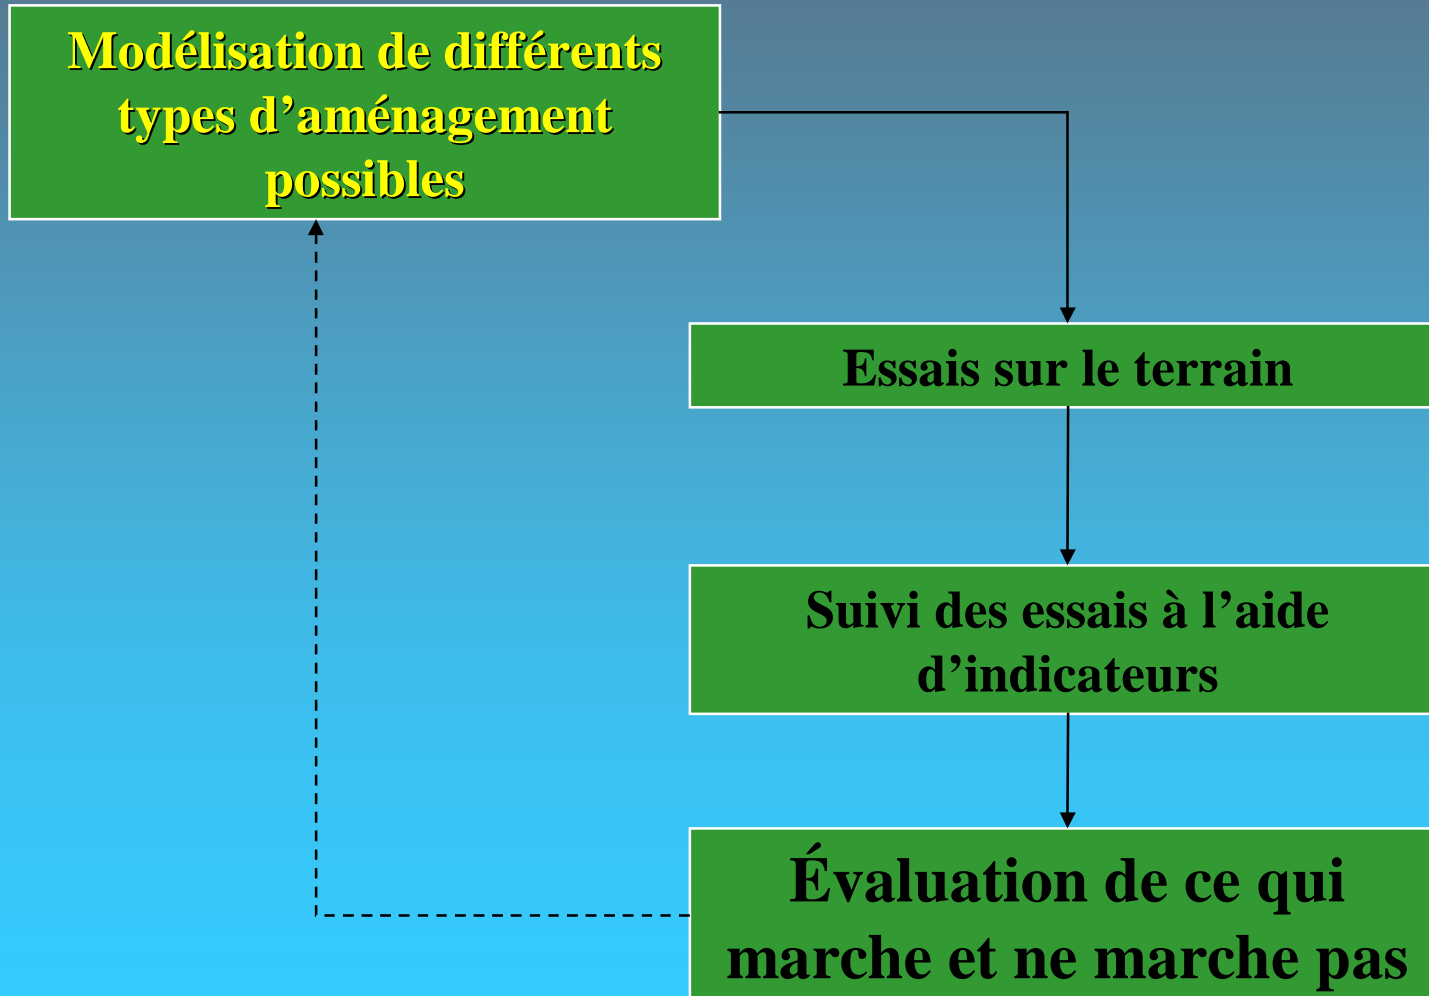 Modélisation de différents
types d’aménagement
possibles
Essais sur le terrain
Suivi des essais à l’aide
d’indicateurs
Évaluation de ce qui
marche et ne marche pas